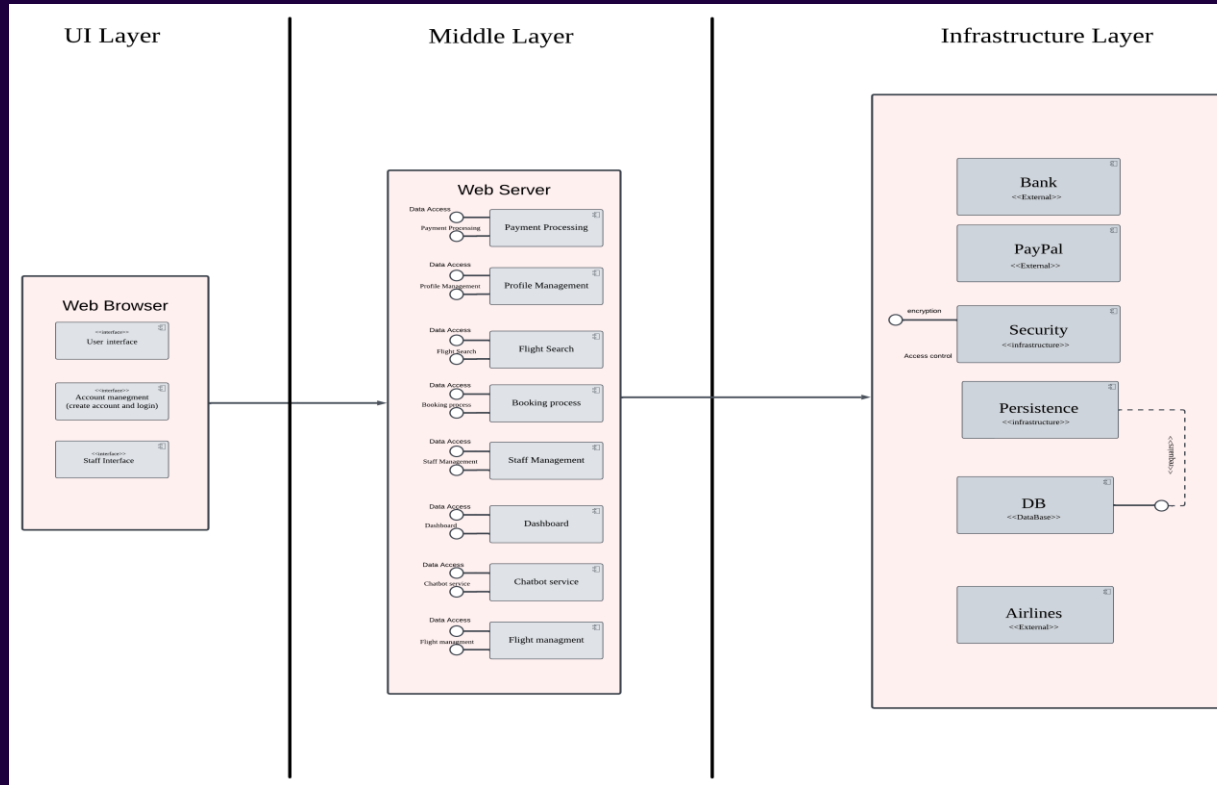 UI Layer
Middle Layer
Infrastructure Layer
Web Browser
<<interface>>
User interface
<<interface>>
Account manegment
(create account and login)
<<interface>>
Staff Interface
Web Server
Data Access
Payment Processing
Payment Processing
Data Access
Profile Management
Profile Management
Data Access
Flight Search
Flight Search
Data Access
Booking process
Booking process
Data Access
Staff Management
Staff Management
Data Access
Dashboard
Dashboard
Data Access
Chatbot service
Chatbot service
Data Access
Flight managment
Flight managment
Bank
<<External>>
PayPal
<<External>>
encryption
Access control
Security
<<infrastructure>>
Persistence
<<infrastructure>>
DB
<<DataBase>>
Airlines
<<External>>